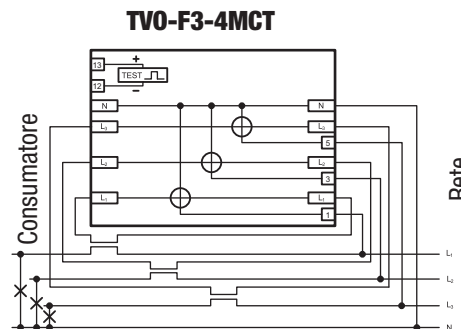 TVO-F3-4MCT
13 +
TEST
12 −
N N
L₃ L₃
5
L₂ L₂
3
L₁ L₁
1
Consumatore
Rete
L₁
L₂
L₃
N